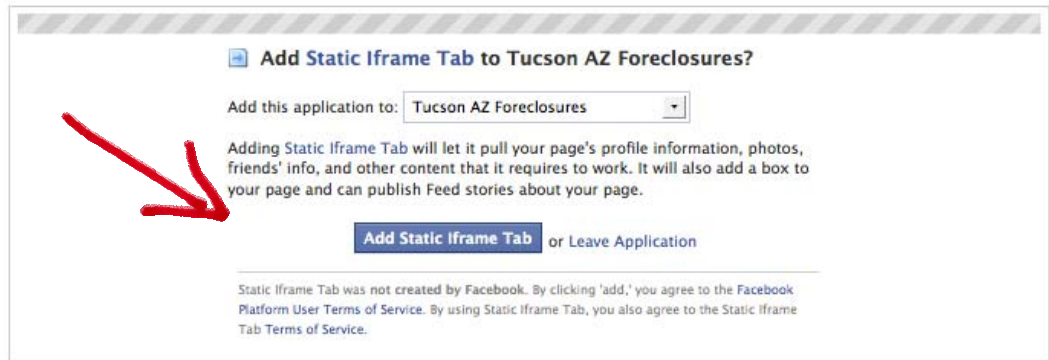 Add Static Iframe Tab to Tucson AZ Foreclosures?
Add this application to: Tucson AZ Foreclosures
Adding Static Iframe Tab will let it pull your page's profile information, photos,
friends' info, and other content that it requires to work. It will also add a box to
your page and can publish Feed stories about your page.
Add Static Iframe Tab or Leave Application
Static Iframe Tab was not created by Facebook. By clicking 'add,' you agree to the Facebook
Platform User Terms of Service. By using Static Iframe Tab, you also agree to the Static Iframe
Tab Terms of Service.